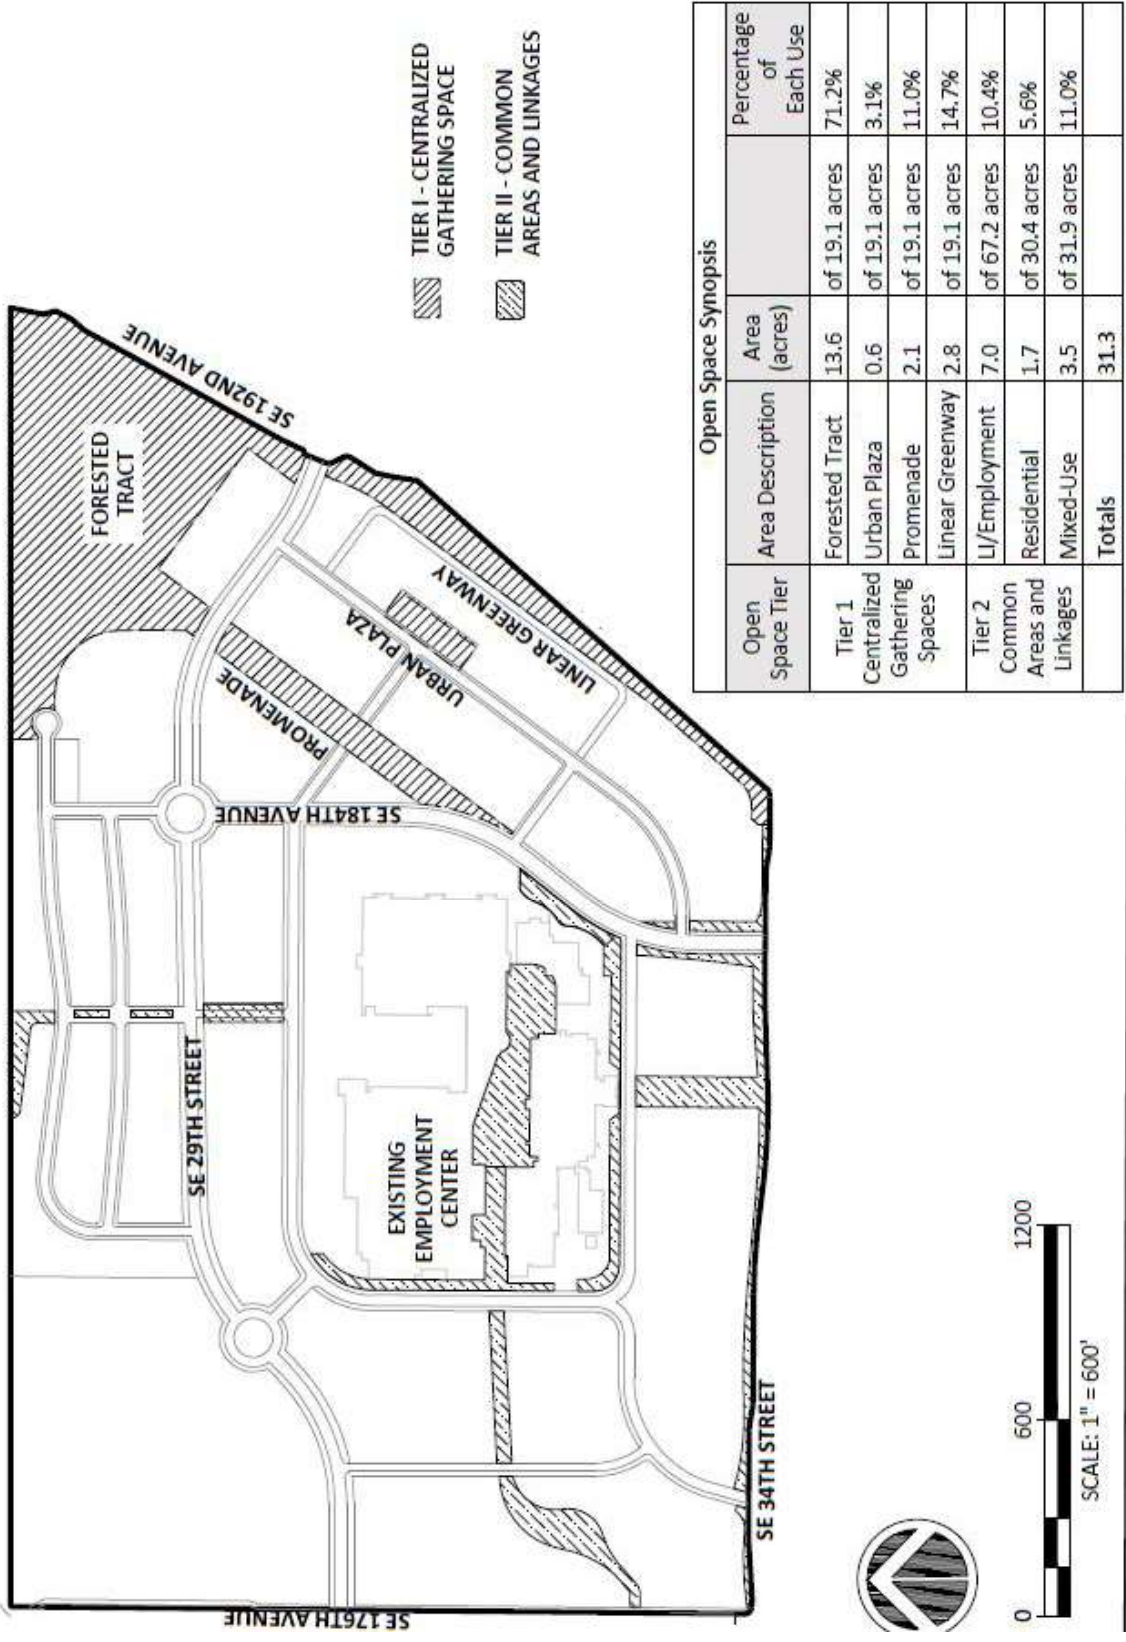 FORESTED
TRACT
SE 192ND AVENUE
PROMENADE
URBAN PLAZA
LINEAR GREENWAY
SE 184TH AVENUE
SE 29TH STREET
EXISTING
EMPLOYMENT
CENTER
SE 34TH STREET
SE 176TH AVENUE
TIER I - CENTRALIZED
GATHERING SPACE
TIER II - COMMON
AREAS AND LINKAGES
0 600 1200
SCALE: 1" = 600'
Open Space Synopsis
Open
Space Tier
Area Description
Area
(acres)
Percentage
of
Each Use
Tier 1
Centralized
Gathering
Spaces
Forested Tract 13.6 of 19.1 acres 71.2%
Urban Plaza 0.6 of 19.1 acres 3.1%
Promenade 2.1 of 19.1 acres 11.0%
Linear Greenway 2.8 of 19.1 acres 14.7%
Tier 2
Common
Areas and
Linkages
LI/Employment 7.0 of 67.2 acres 10.4%
Residential 1.7 of 30.4 acres 5.6%
Mixed-Use 3.5 of 31.9 acres 11.0%
Totals 31.3